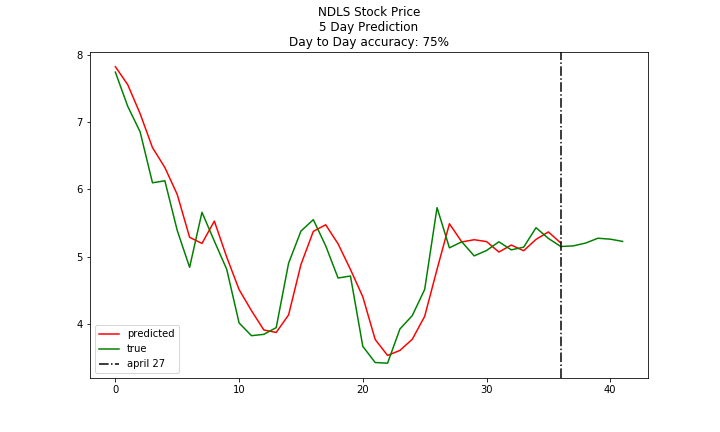 NDLS Stock Price
5 Day Prediction
Day to Day accuracy: 75%
8
7
6
5
4
predicted
true
april 27
0
10
20
30
40